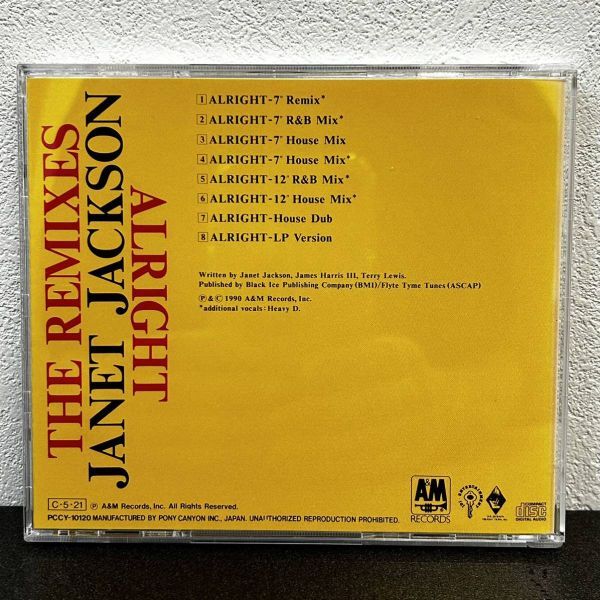 THE REMIXES
JANET JACKSON
ALRIGHT
1 ALRIGHT-7" Remix*
2 ALRIGHT-7" R&B Mix*
3 ALRIGHT-7" House Mix
4 ALRIGHT-7" House Mix*
5 ALRIGHT-12" R&B Mix*
6 ALRIGHT-12" House Mix*
7 ALRIGHT-House Dub
8 ALRIGHT-LP Version
Written by Janet Jackson, James Harris III, Terry Lewis.
Published by Black Ice Publishing Company (BMI)/Flyte Tyme Tunes (ASCAP)
Ⓟ & © 1990 A&M Records, Inc.
*additional vocals: Heavy D.
C-5-21 Ⓟ A&M Records, Inc. All Rights Reserved.
PCCY-10120 MANUFACTURED BY PONY CANYON INC., JAPAN. UNAUTHORIZED REPRODUCTION PROHIBITED.
A&M
RECORDS
ENTERTAINMENT
COMPACT
disc
DIGITAL AUDIO